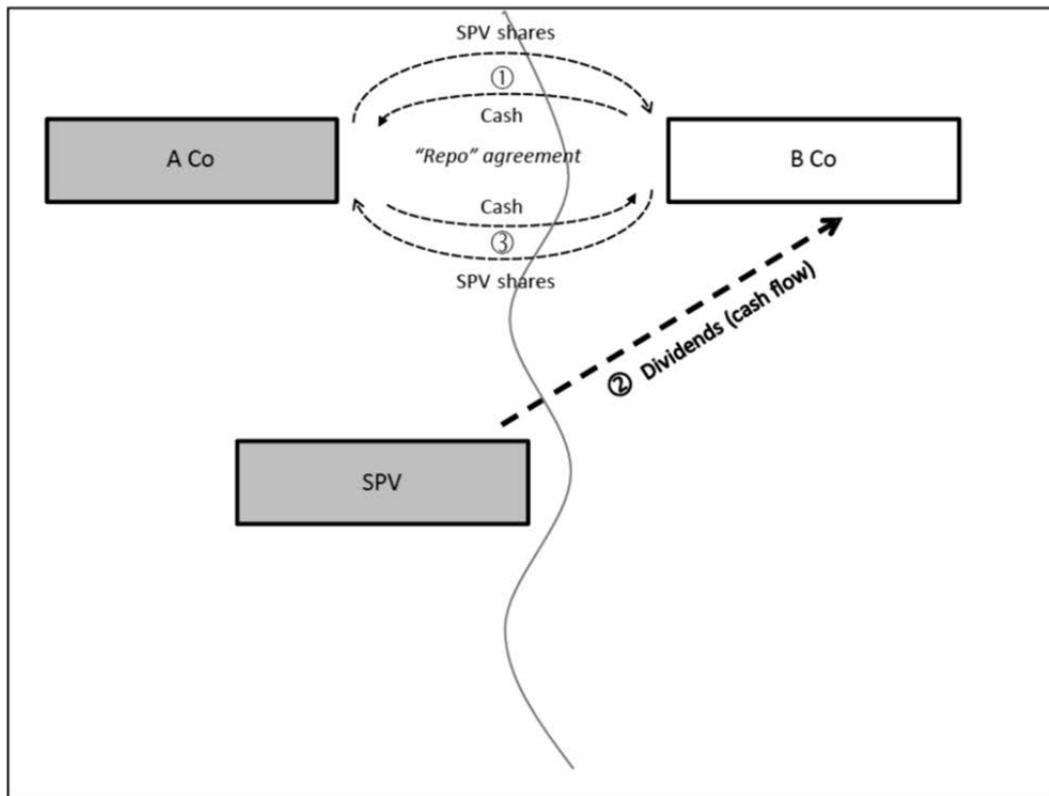 SPV shares
①
Cash
A Co
"Repo" agreement
B Co
Cash
③
SPV shares
② Dividends (cash flow)
SPV